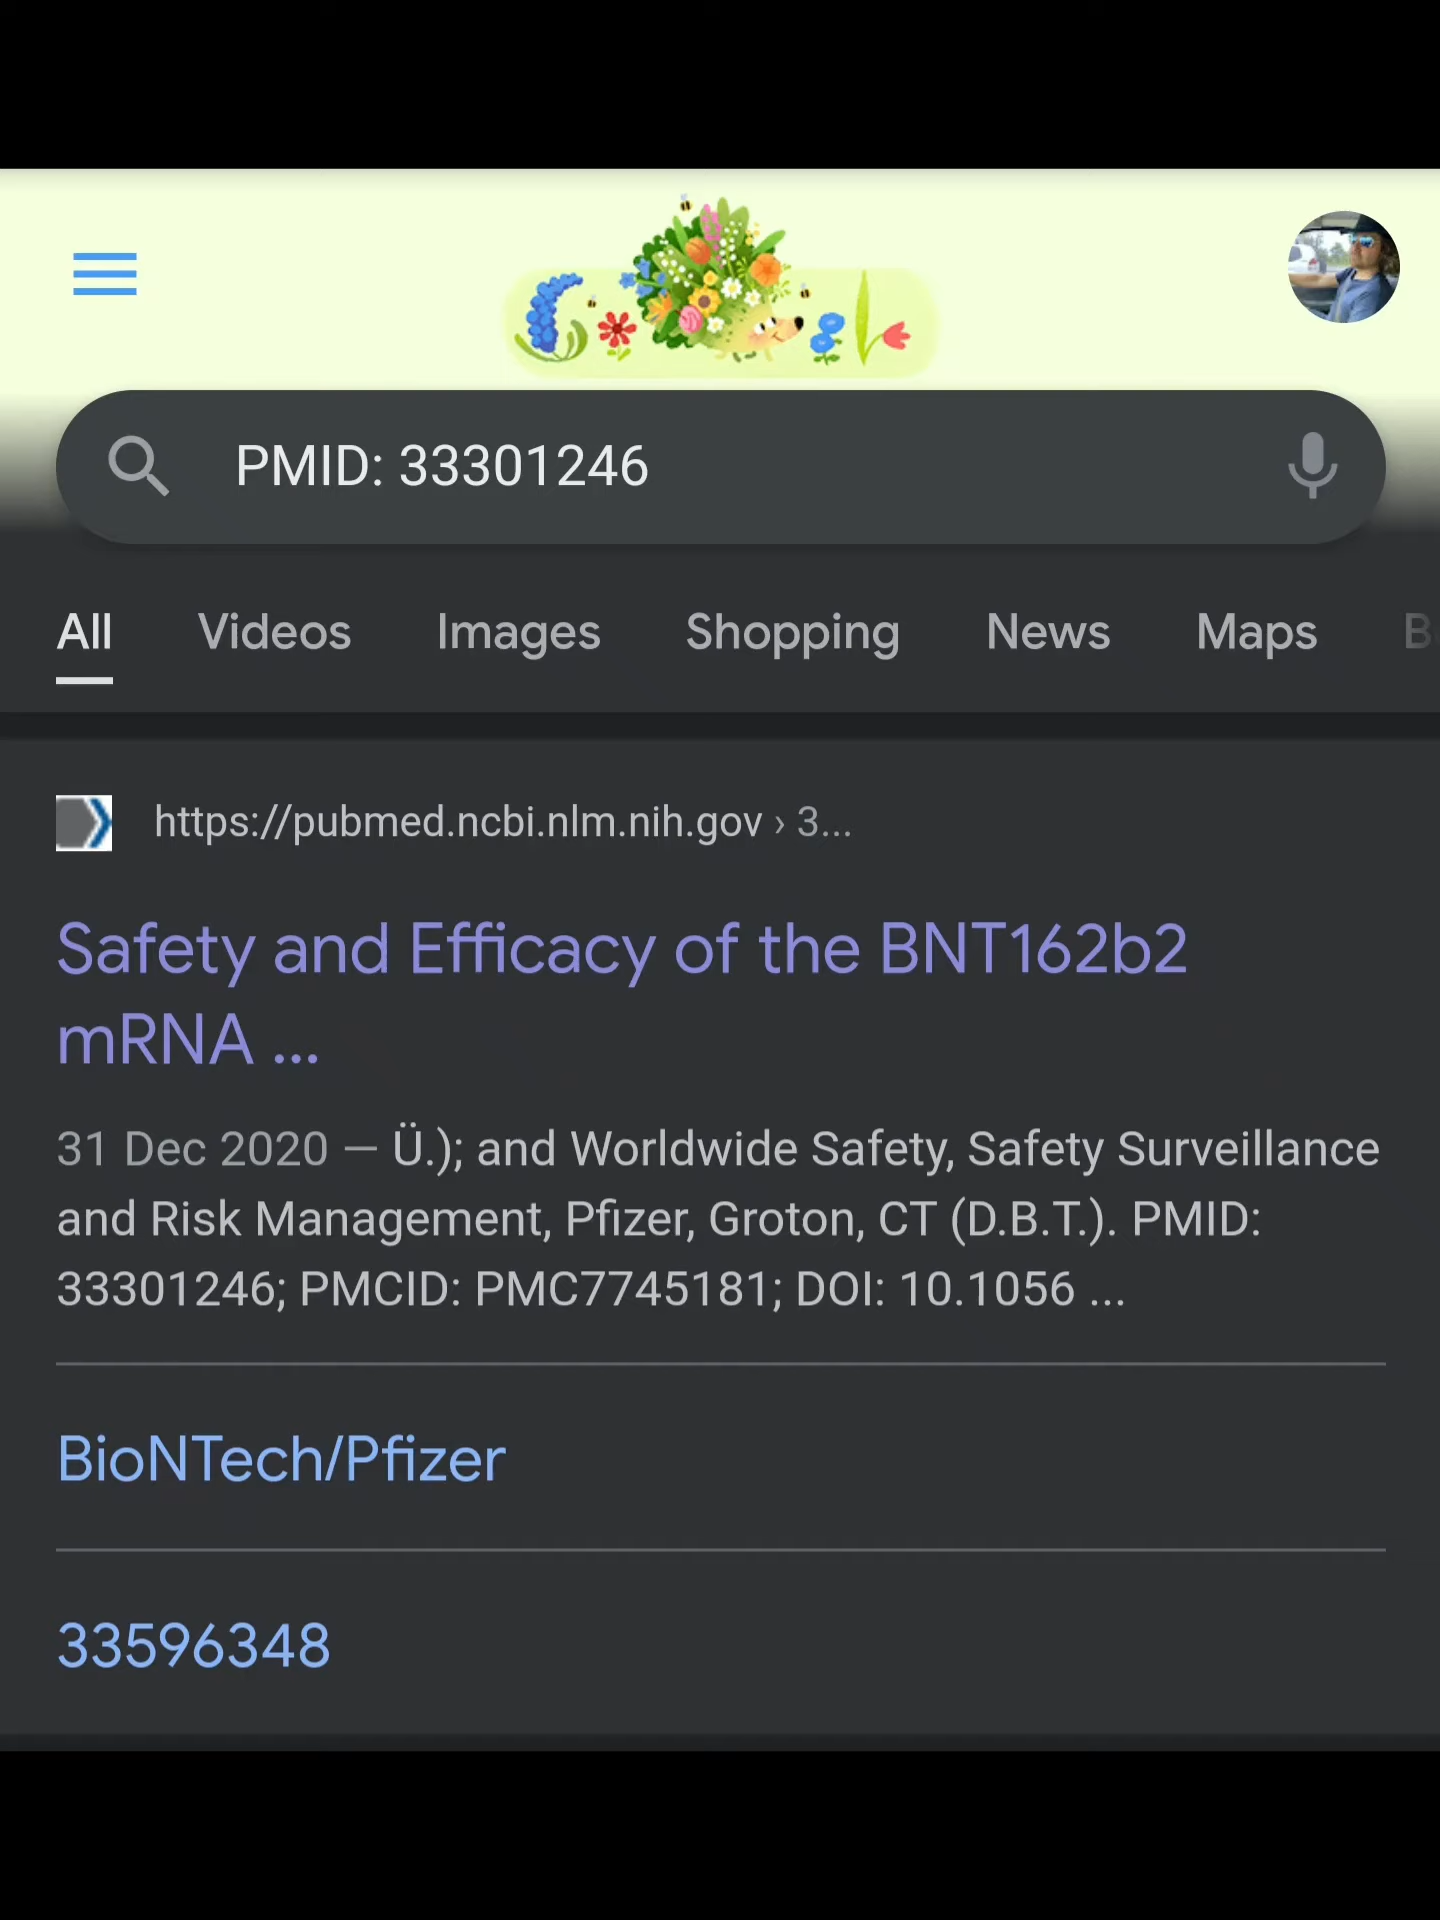 PMID: 33301246
All Videos Images Shopping News Maps
https://pubmed.ncbi.nlm.nih.gov › 3...
Safety and Efficacy of the BNT162b2
mRNA ...
31 Dec 2020 — Ü.); and Worldwide Safety, Safety Surveillance
and Risk Management, Pfizer, Groton, CT (D.B.T.). PMID:
33301246; PMCID: PMC7745181; DOI: 10.1056 ...
BioNTech/Pfizer
33596348